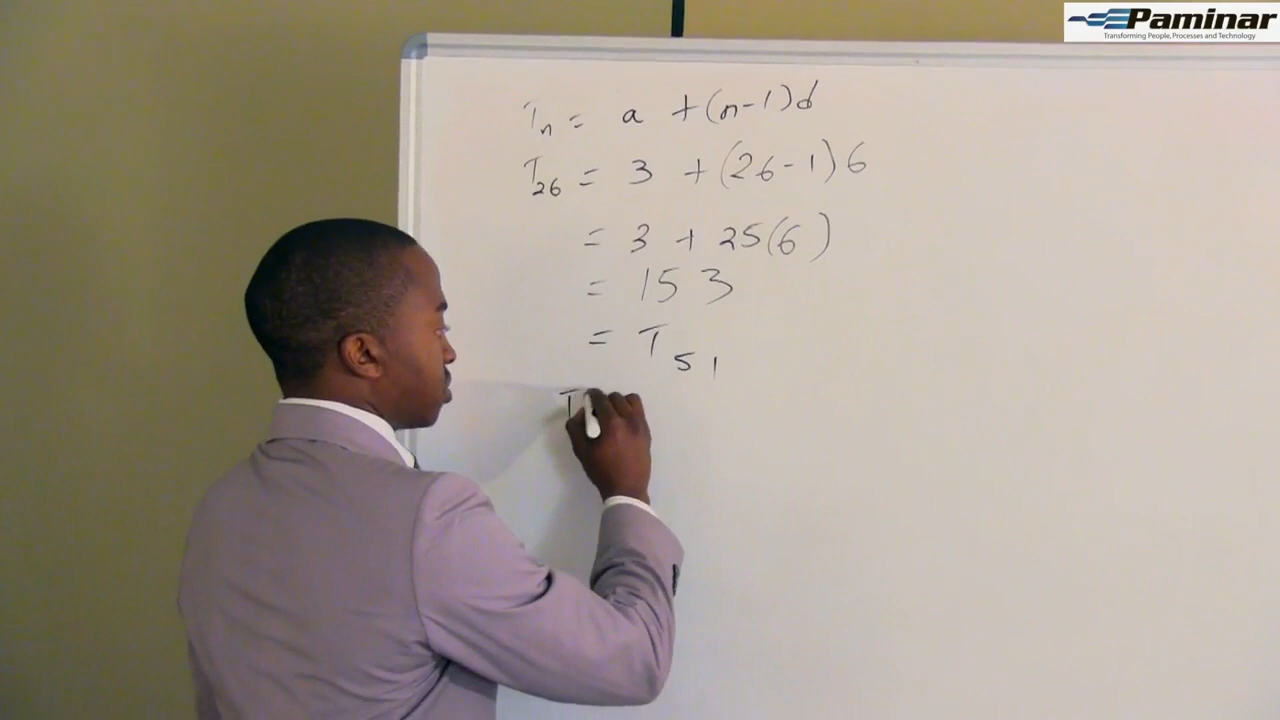 Paminar
Transforming People, Processes and Technology
Tn = a + (n-1)d
T26 = 3 + (26-1)6
= 3 + 25(6)
= 153
= T51
T